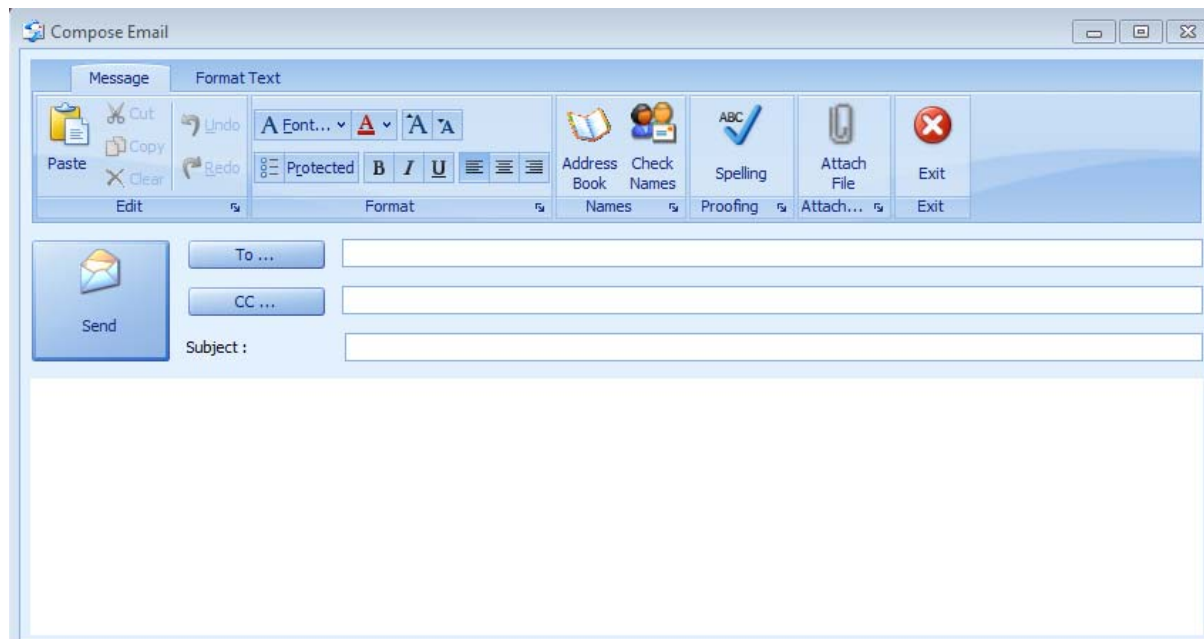 Compose Email
Message Format Text
Paste
Cut
Copy
Clear
Undo
Redo
Edit
A Font... A A A
Protected B I U
Format
Address Book
Check Names
Names
ABC
Spelling
Proofing
Attach File
Attach...
Exit
Exit
Send
To ...
CC ...
Subject :